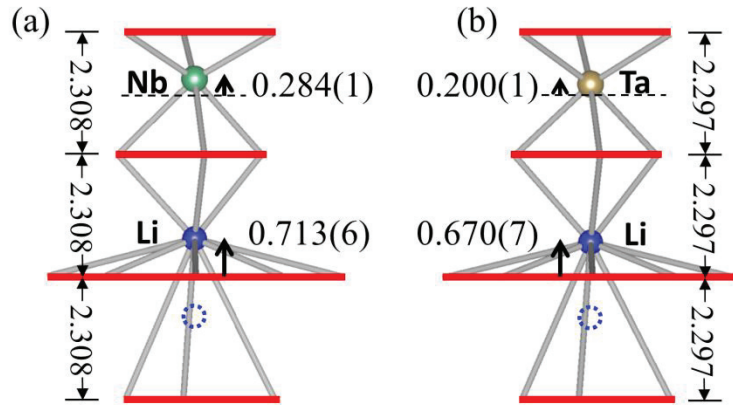 (a)
Nb
0.284(1)
2.308
2.308
Li
0.713(6)
2.308
(b)
0.200(1)
Ta
2.297
2.297
0.670(7)
Li
2.297